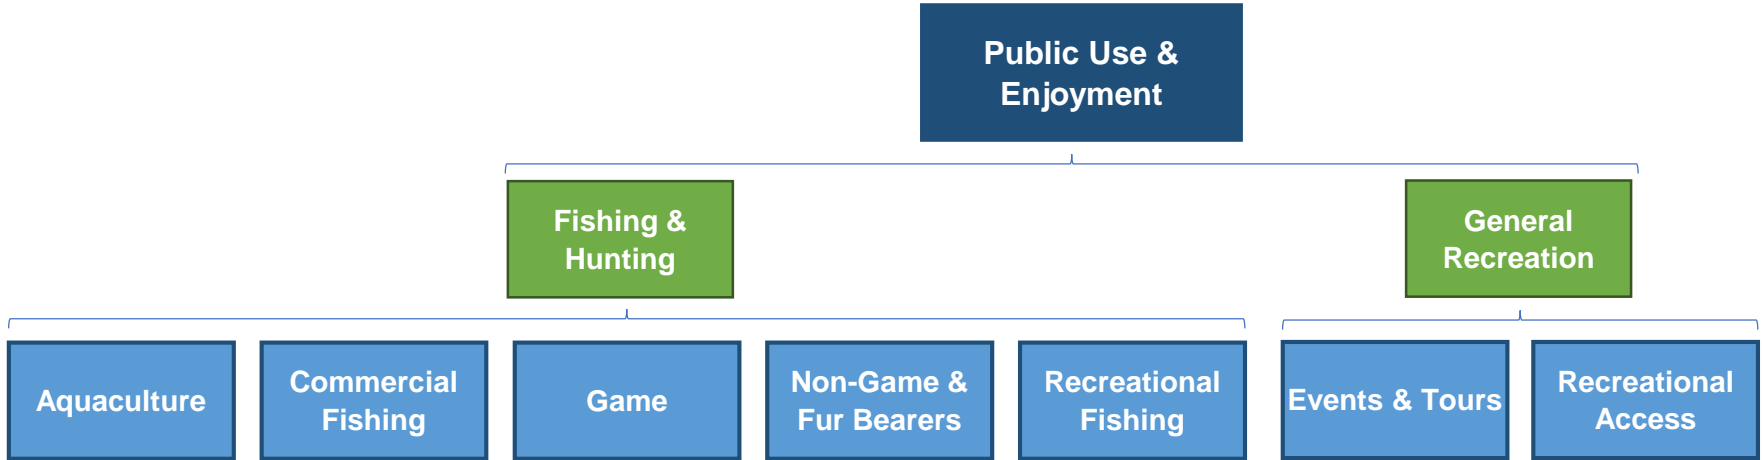 Public Use &
Enjoyment
Fishing &
Hunting
General
Recreation
Aquaculture
Commercial
Fishing
Game
Non-Game &
Fur Bearers
Recreational
Fishing
Events & Tours
Recreational
Access